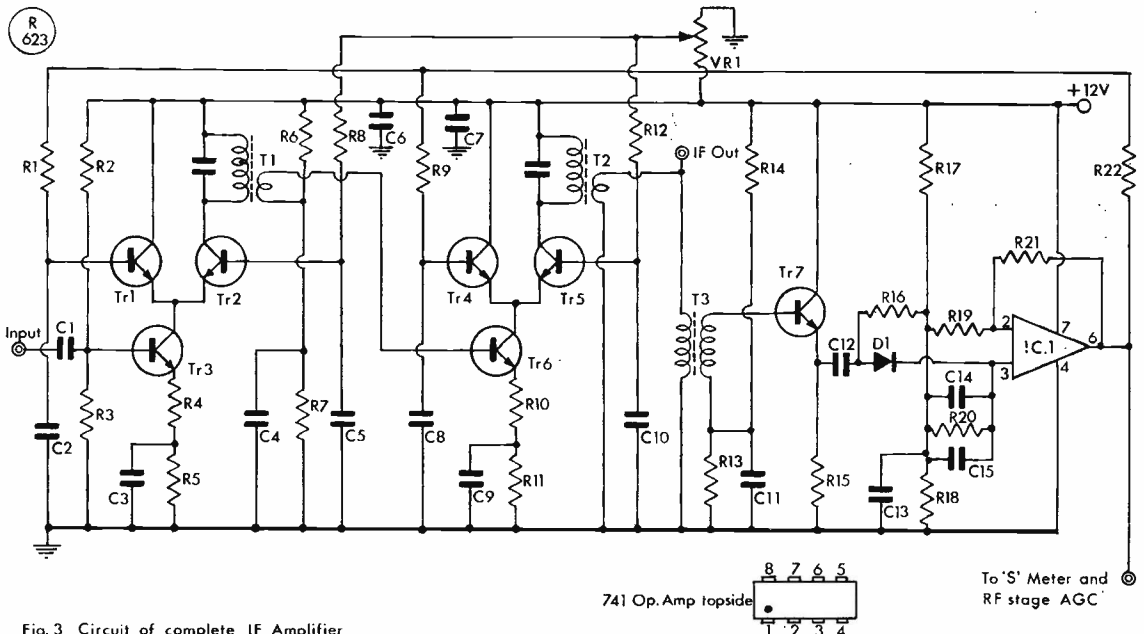 R
623
VR1
+12V
R1
R2
T1
R6
C6
R8
C7
R9
T2
R12
IF Out
R14
R17
R22
Tr1
Tr2
Tr4
Tr5
Tr7
R16
R21
T3
R19
2
7
6
!C.1
3
4
Input
C1
Tr3
Tr6
C12
D1
C14
R20
C15
R3
R4
C4
R7
C5
C8
R10
C10
C2
C3
R5
C9
R11
R13
C11
R15
C13
R18
8 7 6 5
741 Op. Amp topside
1 2 3 4
To 'S' Meter and
RF stage AGC
Fig. 3 Circuit of complete IF Amplifier